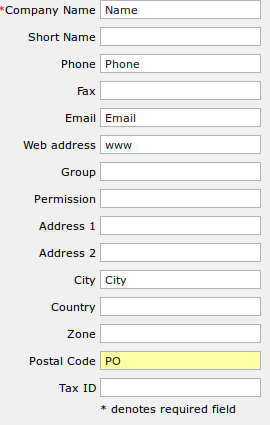 *Company Name Name
Short Name
Phone Phone
Fax
Email Email
Web address www
Group
Permission
Address 1
Address 2
City City
Country
Zone
Postal Code PO
Tax ID
* denotes required field